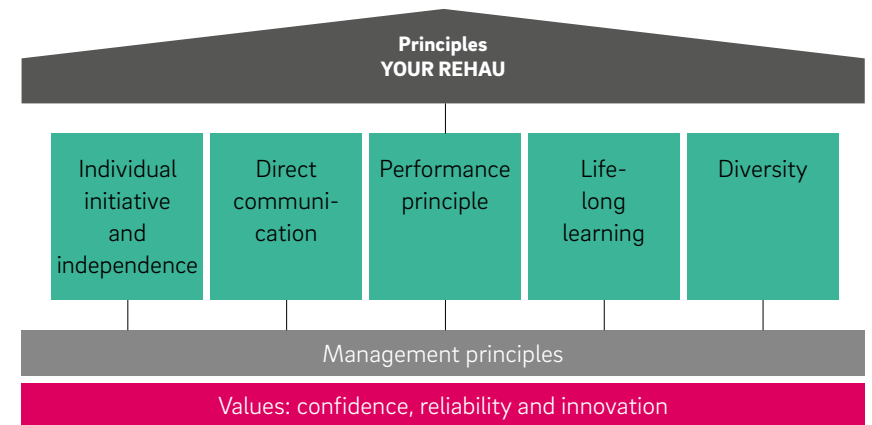 Principles
YOUR REHAU
Individual
initiative
and
independence
Direct
communi-
cation
Performance
principle
Life-
long
learning
Diversity
Management principles
Values: confidence, reliability and innovation